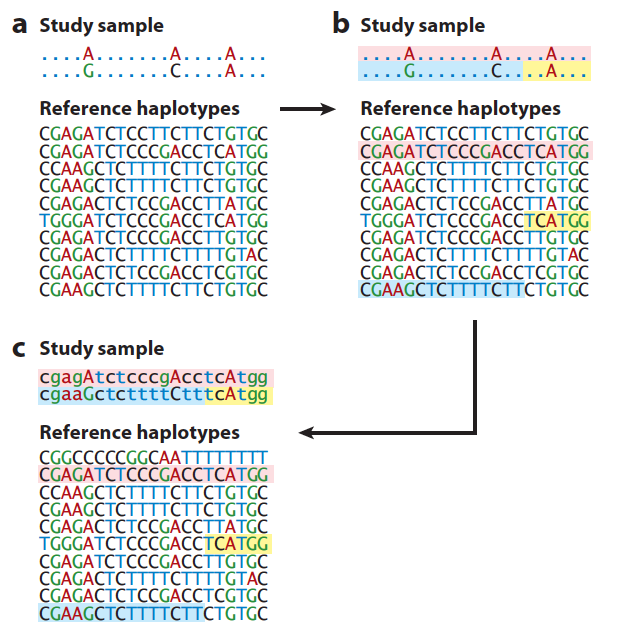 a Study sample
....A.......A....A...
....G.......C....A...
Reference haplotypes
CGAGATCTCCTTCTTCTGTGC
CGAGATCTCCCGACCTCATGG
CCAAGCTCTTTTCTTCTGTGC
CGAAGCTCTTTTCTTCTGTGC
CGAGACTCTCCGACCTTATGC
TGGGATCTCCCGACCTCATGG
CGAGATCTCCCGACCTTGTGC
CGAGACTCTTTTCTTTTGTAC
CGAGACTCTCCGACCTCGTGC
CGAAGCTCTTTTCTTCTGTGC
b Study sample
....A.......A....A...
....G.......C....A...
Reference haplotypes
CGAGATCTCCTTCTTCTGTGC
CGAGATCTCCCGACCTCATGG
CCAAGCTCTTTTCTTCTGTGC
CGAAGCTCTTTTCTTCTGTGC
CGAGACTCTCCGACCTTATGC
TGGGATCTCCCGACCTCATGG
CGAGATCTCCCGACCTTGTGC
CGAGACTCTTTTCTTTTGTAC
CGAGACTCTCCGACCTCGTGC
CGAAGCTCTTTTCTTCTGTGC
c Study sample
cgagAtctcccgAcctcAtgg
cgaaGctcttttCtttcAtgg
Reference haplotypes
CGGCCCCCGGCAATTTTTTTT
CGAGATCTCCCGACCTCATGG
CCAAGCTCTTTTCTTCTGTGC
CGAAGCTCTTTTCTTCTGTGC
CGAGACTCTCCGACCTTATGC
TGGGATCTCCCGACCTCATGG
CGAGATCTCCCGACCTTGTGC
CGAGACTCTTTTCTTTTGTAC
CGAGACTCTCCGACCTCGTGC
CGAAGCTCTTTTCTTCTGTGC